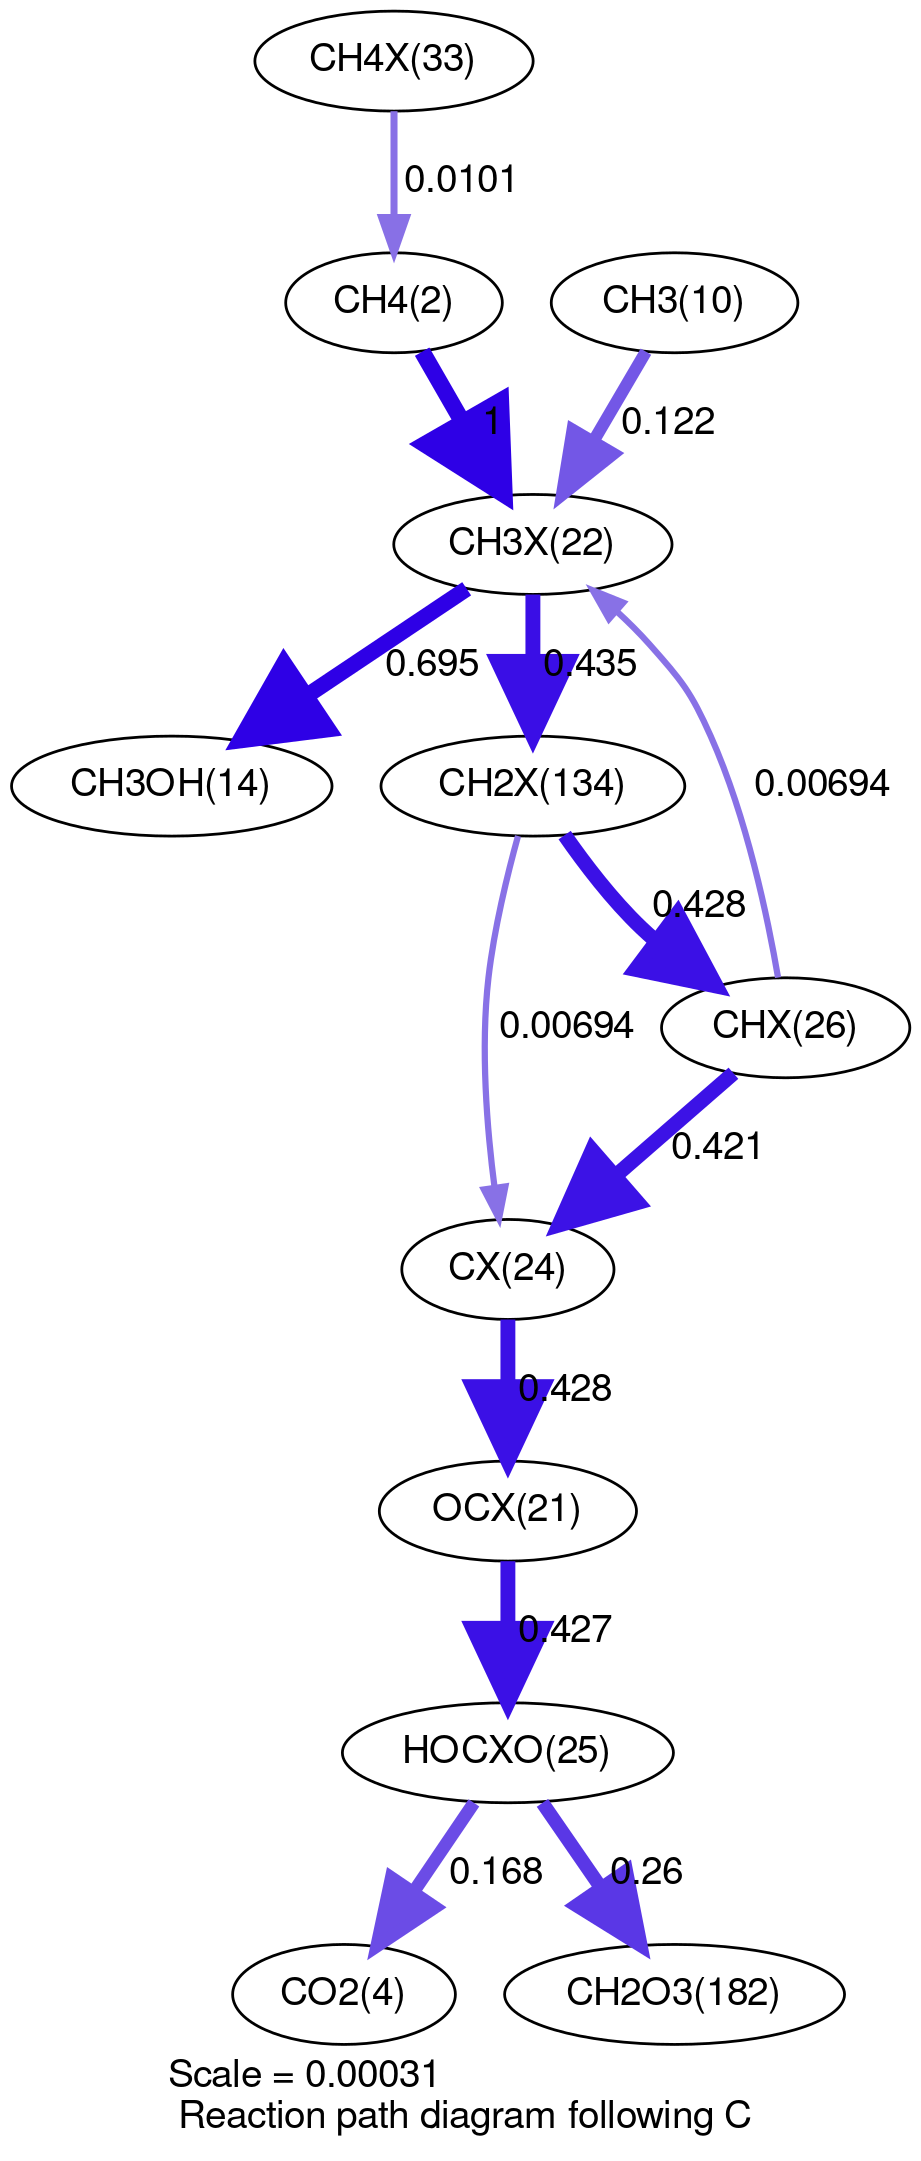 CH4X(33)
0.0101
CH4(2)
CH3(10)
1
0.122
CH3X(22)
0.695
0.435
CH3OH(14)
CH2X(134)
0.00694
0.428
0.00694
CHX(26)
0.421
CX(24)
0.428
OCX(21)
0.427
HOCXO(25)
0.168
0.26
CO2(4)
CH2O3(182)
Scale = 0.00031
Reaction path diagram following C